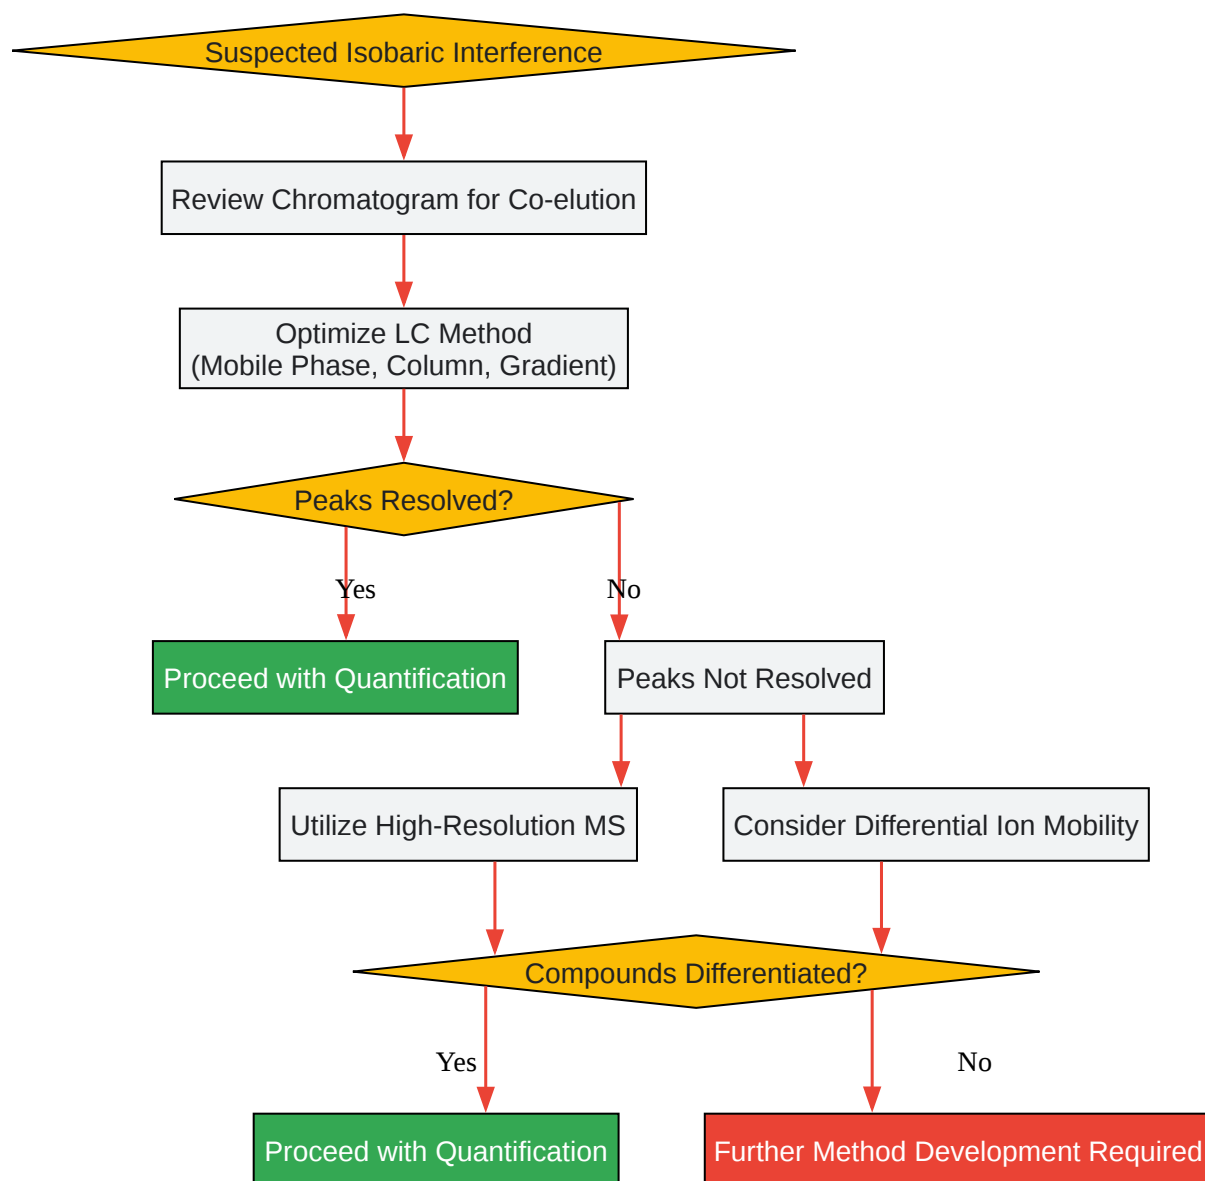 Suspected Isobaric Interference
Review Chromatogram for Co-elution
Optimize LC Method
(Mobile Phase, Column, Gradient)
Peaks Resolved?
Yes
No
Proceed with Quantification
Peaks Not Resolved
Utilize High-Resolution MS
Consider Differential Ion Mobility
Compounds Differentiated?
Yes
No
Proceed with Quantification
Further Method Development Required